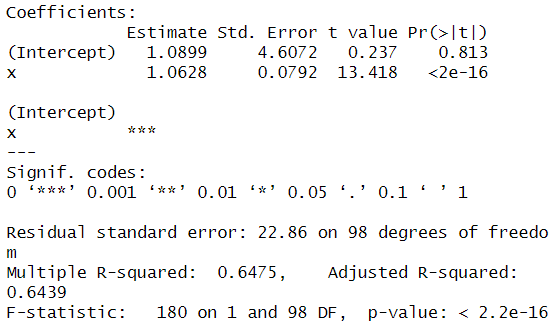 Coefficients:
            Estimate Std. Error t value Pr(>|t|)
(Intercept)   1.0899     4.6072   0.237    0.813
x             1.0628     0.0792  13.418   <2e-16

(Intercept)
x           ***
---
Signif. codes:
0 ‘***’ 0.001 ‘**’ 0.01 ‘*’ 0.05 ‘.’ 0.1 ‘ ’ 1

Residual standard error: 22.86 on 98 degrees of freedo
m
Multiple R-squared:  0.6475,    Adjusted R-squared:
0.6439
F-statistic:   180 on 1 and 98 DF,  p-value: < 2.2e-16